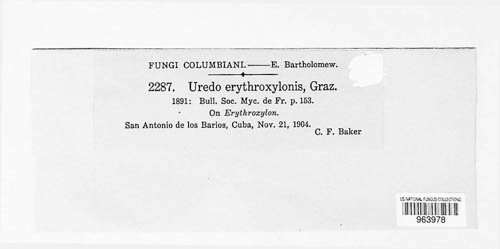 FUNGI COLUMBIANI.——E. Bartholomew.
2287. Uredo erythroxylonis, Graz.
1891: Bull. Soc. Myc. de Fr. p. 153.
On Erythroxylon.
San Antonio de los Barios, Cuba, Nov. 21, 1904.
C. F. Baker
US NATIONAL FUNGUS COLLECTIONS
963978